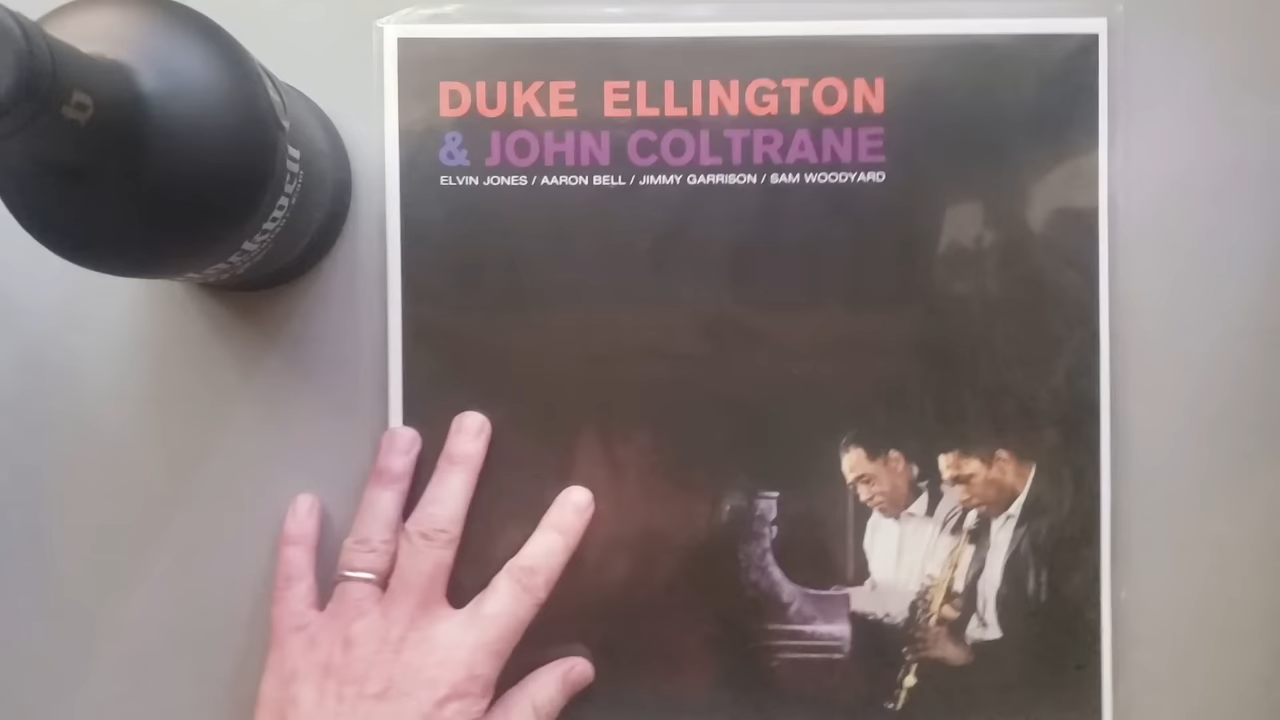 DUKE ELLINGTON
& JOHN COLTRANE
ELVIN JONES / AARON BELL / JIMMY GARRISON / SAM WOODYARD